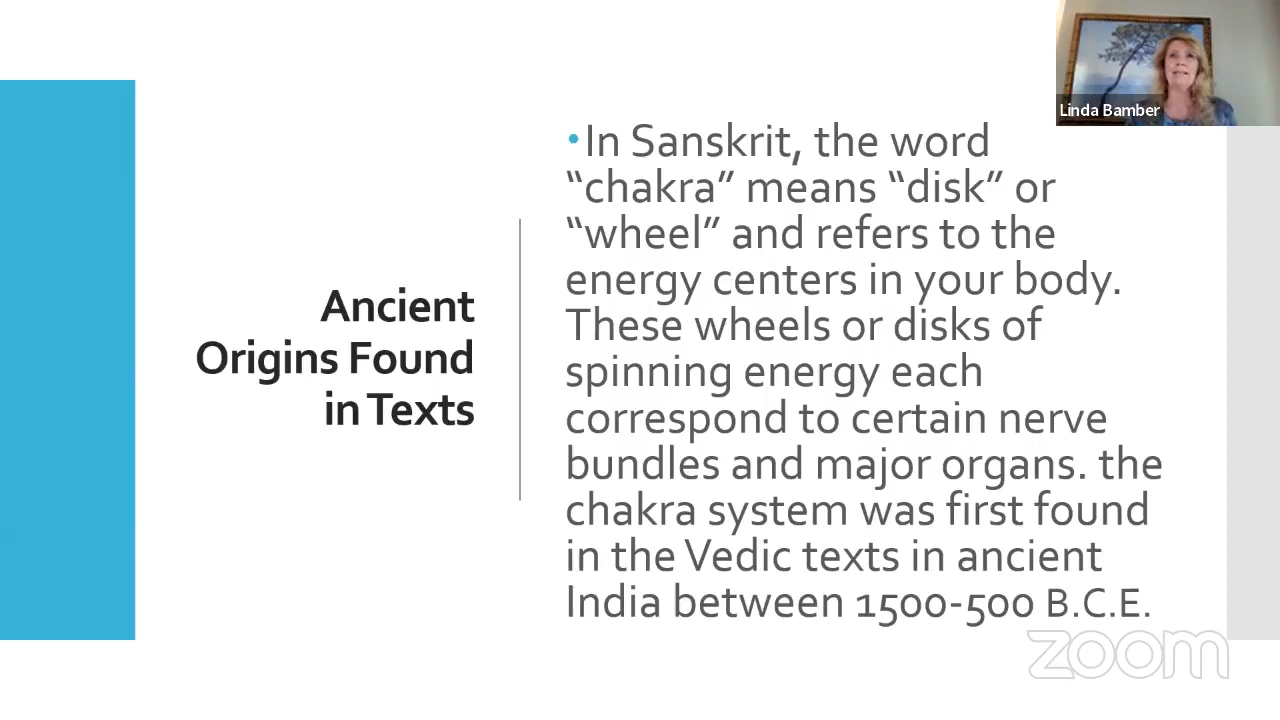 Linda Bamber
Ancient
Origins Found
in Texts
•In Sanskrit, the word
“chakra” means “disk” or
“wheel” and refers to the
energy centers in your body.
These wheels or disks of
spinning energy each
correspond to certain nerve
bundles and major organs. the
chakra system was first found
in the Vedic texts in ancient
India between 1500-500 B.C.E.
zoom